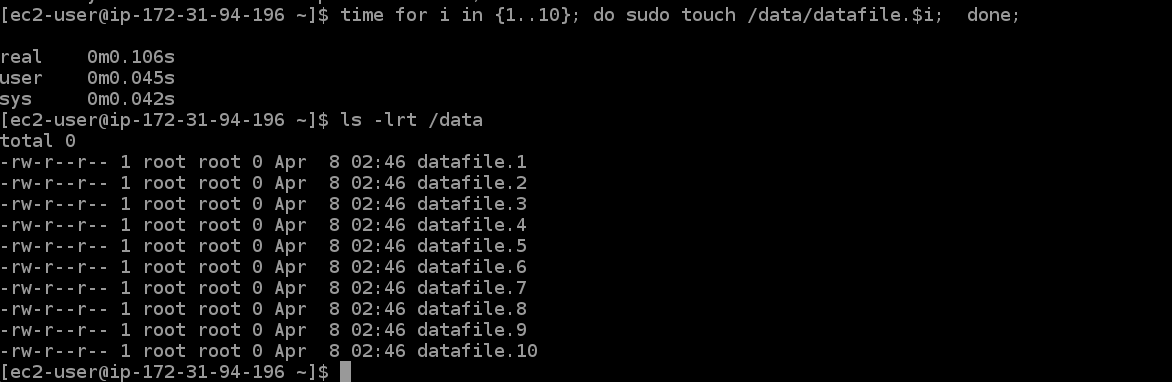 [ec2-user@ip-172-31-94-196 ~]$ time for i in {1..10}; do sudo touch /data/datafile.$i;  done;

real    0m0.106s
user    0m0.045s
sys     0m0.042s
[ec2-user@ip-172-31-94-196 ~]$ ls -lrt /data
total 0
-rw-r--r-- 1 root root 0 Apr  8 02:46 datafile.1
-rw-r--r-- 1 root root 0 Apr  8 02:46 datafile.2
-rw-r--r-- 1 root root 0 Apr  8 02:46 datafile.3
-rw-r--r-- 1 root root 0 Apr  8 02:46 datafile.4
-rw-r--r-- 1 root root 0 Apr  8 02:46 datafile.5
-rw-r--r-- 1 root root 0 Apr  8 02:46 datafile.6
-rw-r--r-- 1 root root 0 Apr  8 02:46 datafile.7
-rw-r--r-- 1 root root 0 Apr  8 02:46 datafile.8
-rw-r--r-- 1 root root 0 Apr  8 02:46 datafile.9
-rw-r--r-- 1 root root 0 Apr  8 02:46 datafile.10
[ec2-user@ip-172-31-94-196 ~]$